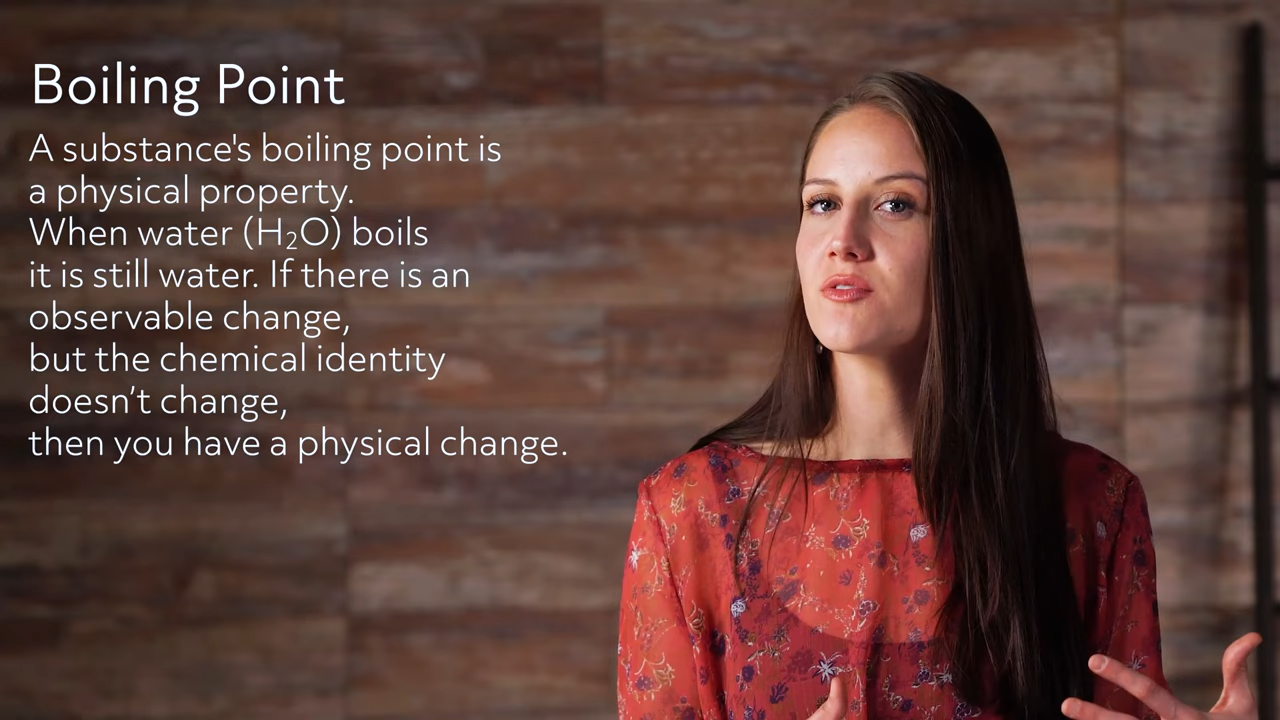 Boiling Point
A substance's boiling point is
a physical property.
When water (H₂O) boils
it is still water. If there is an
observable change,
but the chemical identity
doesn’t change,
then you have a physical change.